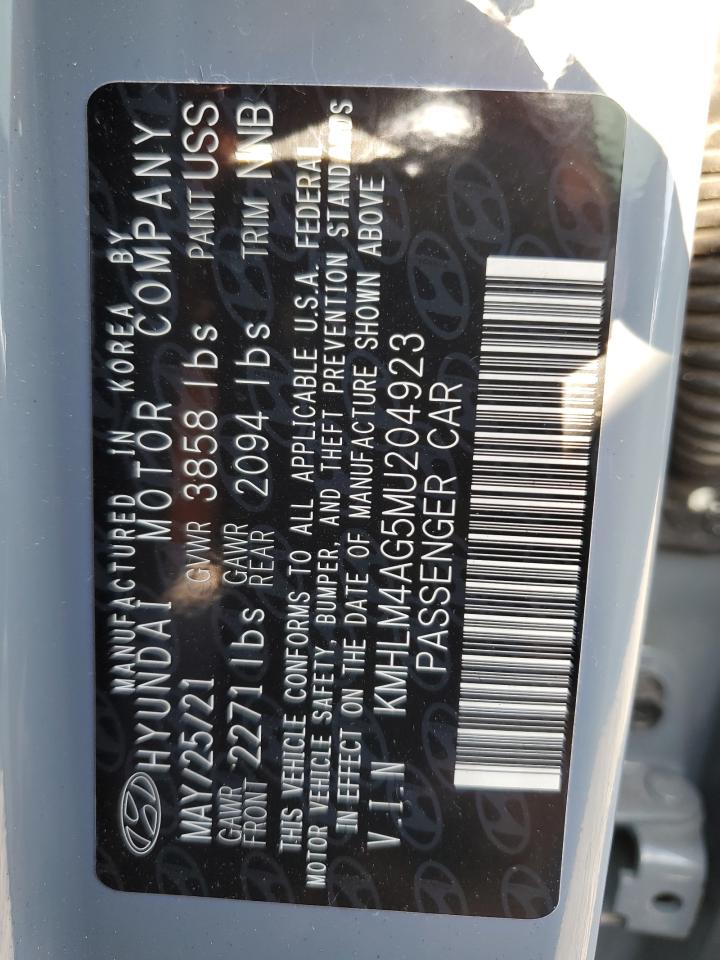 MANUFACTURED IN KOREA BY
HYUNDAI MOTOR COMPANY
MAY/25/21 GVWR 3858 lbs PAINT USS
GAWR FRONT 2271 lbs GAWR REAR 2094 lbs TRIM NNB
THIS VEHICLE CONFORMS TO ALL APPLICABLE U.S.A. FEDERAL
MOTOR VEHICLE SAFETY, BUMPER, AND THEFT PREVENTION STANDARDS
IN EFFECT ON THE DATE OF MANUFACTURE SHOWN ABOVE
V.I.N KMHLM4AG5MU204923
PASSENGER CAR